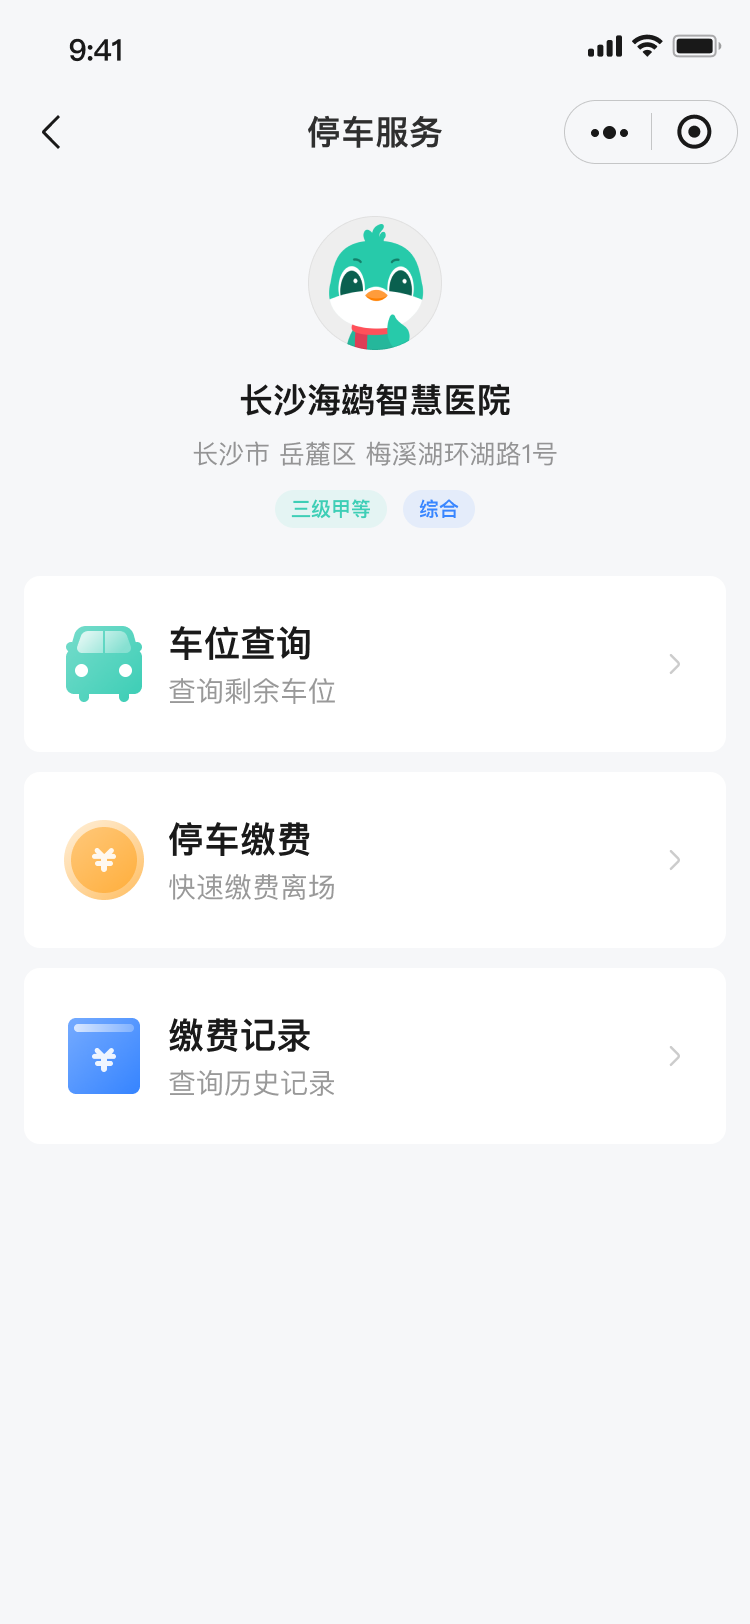 9:41
停车服务
长沙海鹚智慧医院
长沙市 岳麓区 梅溪湖环湖路1号
三级甲等 综合
车位查询
查询剩余车位
停车缴费
快速缴费离场
缴费记录
查询历史记录